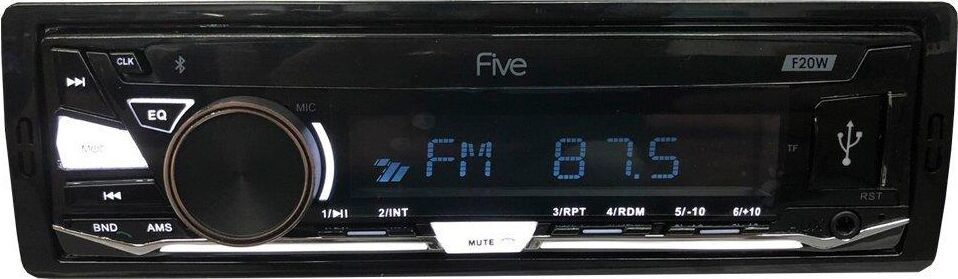 CLK
Five
F20W
EQ
MIC
MOD
TF
FM 87.5
RST
1/▶II
2/INT
3/RPT
4/RDM
5/-10
6/+10
BND
AMS
MUTE